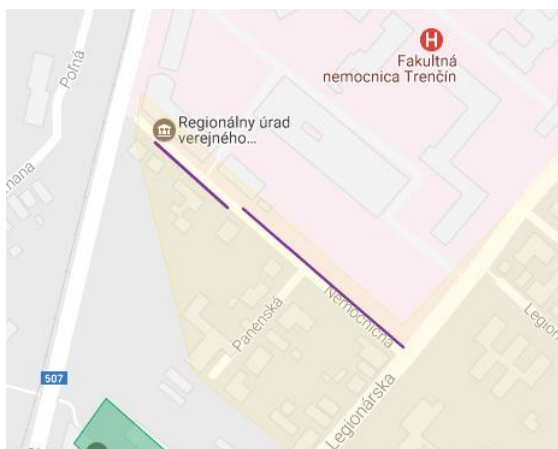 Poľná
H
Fakultná
nemocnica Trenčín
Regionálny úrad
verejného...
Nemocničná
Panenská
507
Legionárska